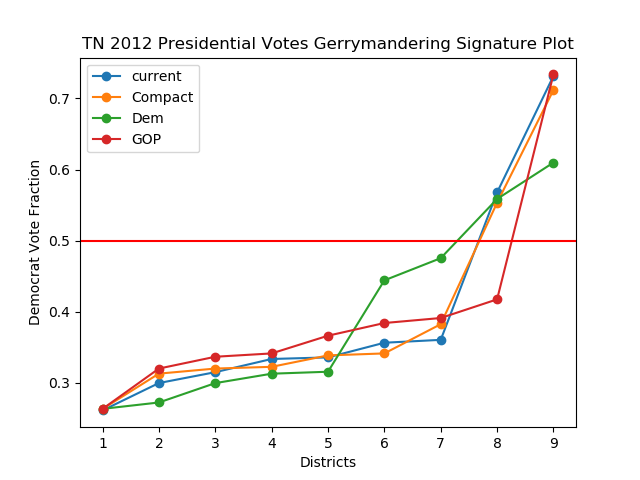 TN 2012 Presidential Votes Gerrymandering Signature Plot
current
Compact
Dem
GOP
Democrat Vote Fraction
0.7
0.6
0.5
0.4
0.3
1 2 3 4 5 6 7 8 9
Districts